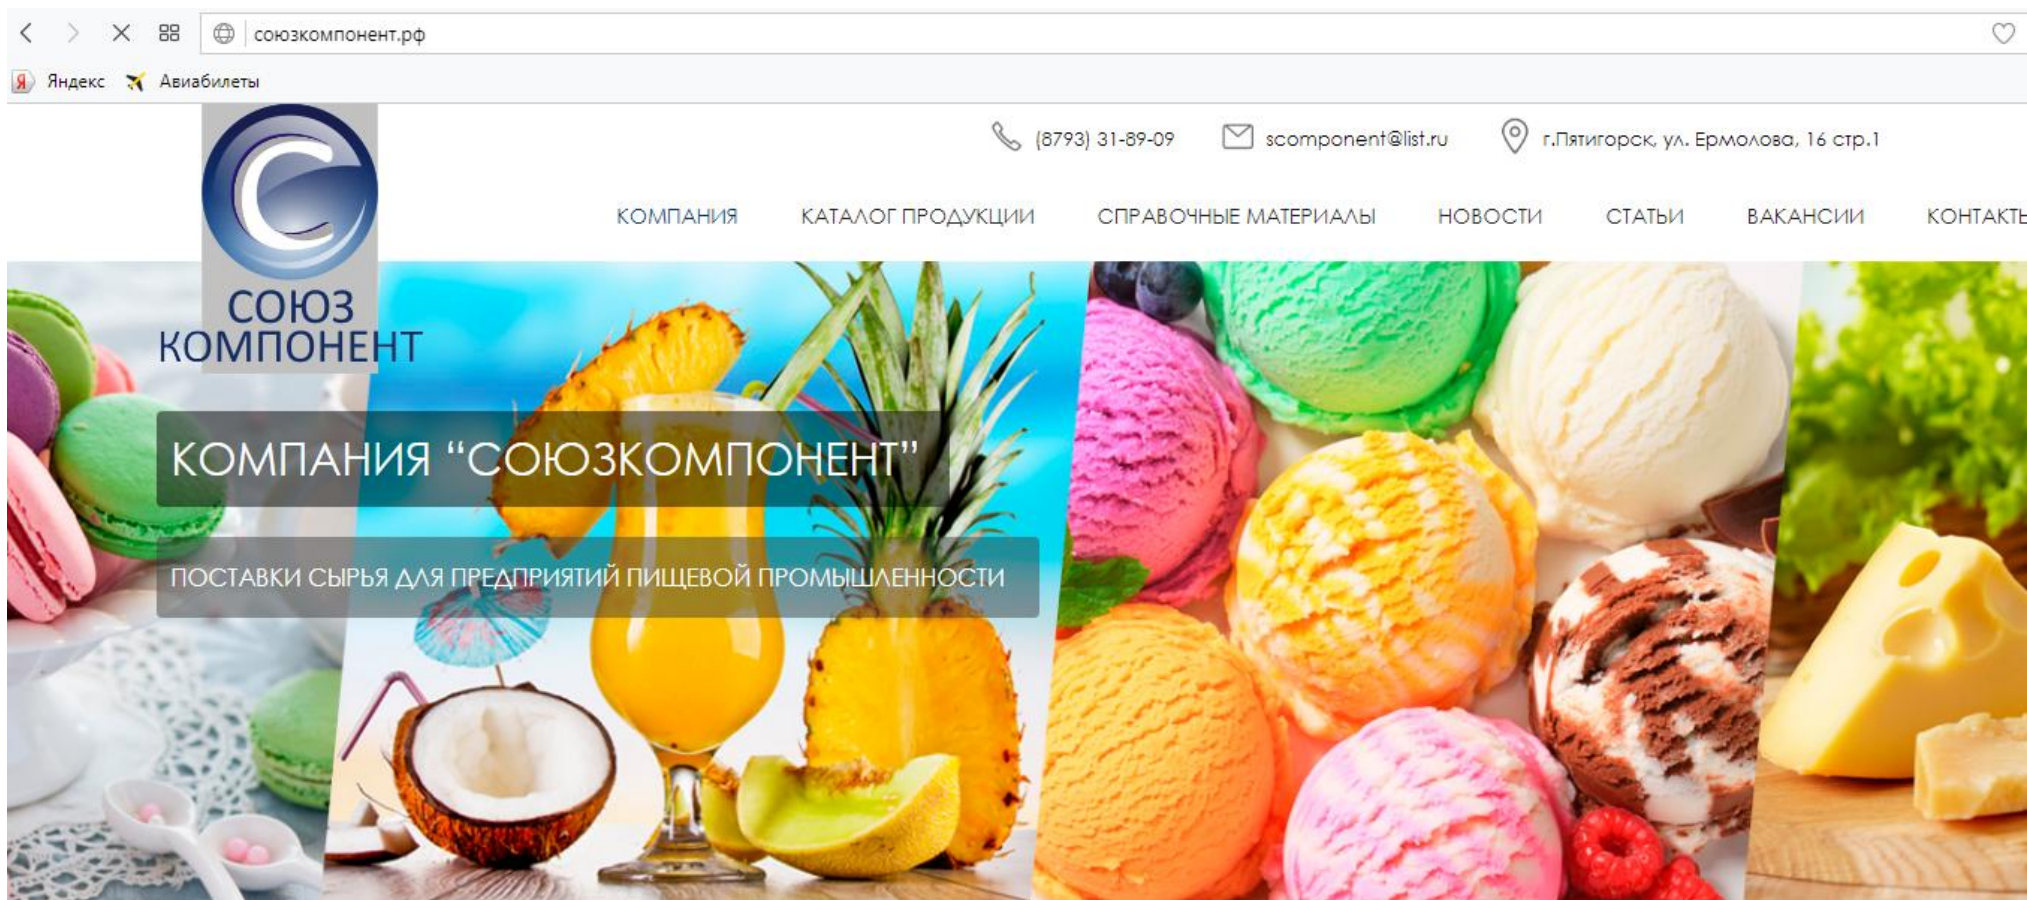 союзкомпонент.рф
Яндекс Авиабилеты
(8793) 31-89-09 scomponent@list.ru г.Пятигорск, ул. Ермолова, 16 стр.1
КОМПАНИЯ КАТАЛОГ ПРОДУКЦИИ СПРАВОЧНЫЕ МАТЕРИАЛЫ НОВОСТИ СТАТЬИ ВАКАНСИИ КОНТАКТЫ
СОЮЗ
КОМПОНЕНТ
КОМПАНИЯ “СОЮЗКОМПОНЕНТ”
ПОСТАВКИ СЫРЬЯ ДЛЯ ПРЕДПРИЯТИЙ ПИЩЕВОЙ ПРОМЫШЛЕННОСТИ